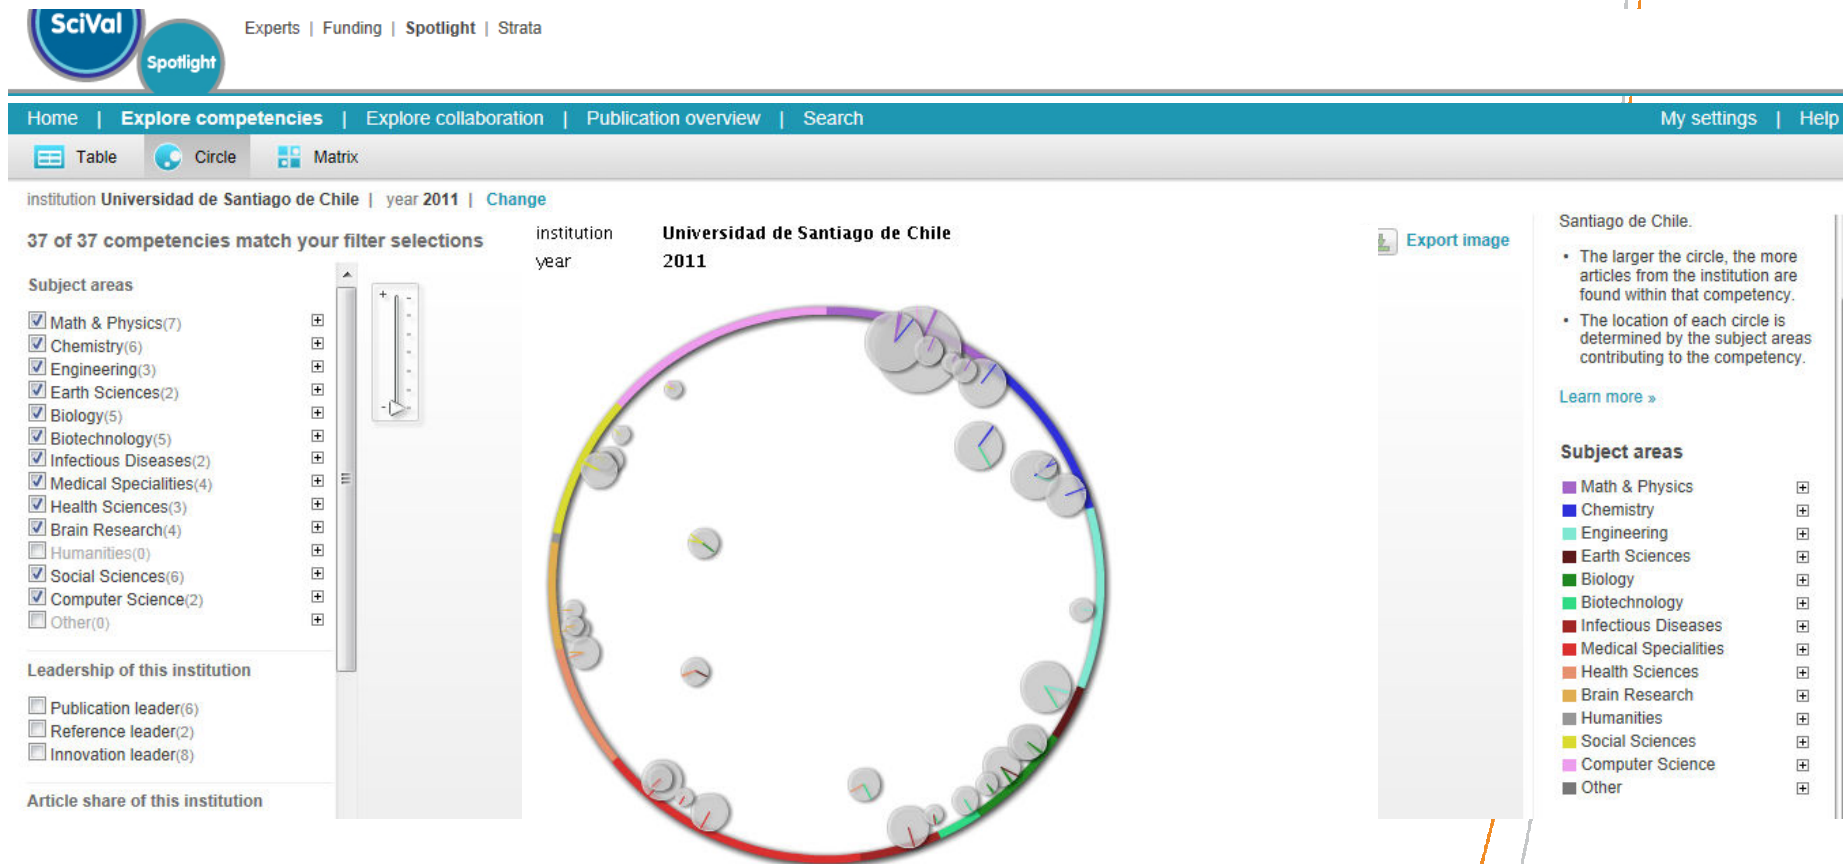 SciVal
Spotlight
Experts | Funding | Spotlight | Strata
Home | Explore competencies | Explore collaboration | Publication overview | Search
My settings | Help
Table
Circle
Matrix
institution Universidad de Santiago de Chile | year 2011 | Change
37 of 37 competencies match your filter selections
Subject areas
Math & Physics(7)
Chemistry(6)
Engineering(3)
Earth Sciences(2)
Biology(5)
Biotechnology(5)
Infectious Diseases(2)
Medical Specialities(4)
Health Sciences(3)
Brain Research(4)
Humanities(0)
Social Sciences(6)
Computer Science(2)
Other(0)
Leadership of this institution
Publication leader(6)
Reference leader(2)
Innovation leader(8)
Article share of this institution
institution Universidad de Santiago de Chile
year 2011
Export image
Santiago de Chile.
• The larger the circle, the more
articles from the institution are
found within that competency.
• The location of each circle is
determined by the subject areas
contributing to the competency.
Learn more »
Subject areas
Math & Physics
Chemistry
Engineering
Earth Sciences
Biology
Biotechnology
Infectious Diseases
Medical Specialities
Health Sciences
Brain Research
Humanities
Social Sciences
Computer Science
Other